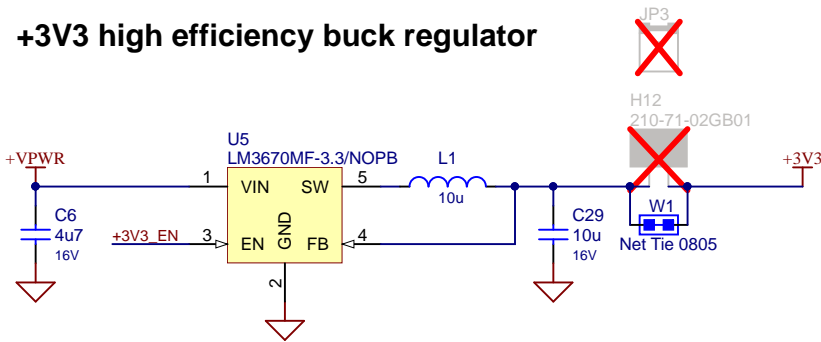 +3V3 high efficiency buck regulator
JP3
H12
210-71-02GB01
U5
LM3670MF-3.3/NOPB
L1
10u
+VPWR
+3V3
1
VIN
SW
5
C6
4u7
16V
+3V3_EN
3
EN
GND
FB
4
2
C29
10u
16V
W1
Net Tie 0805